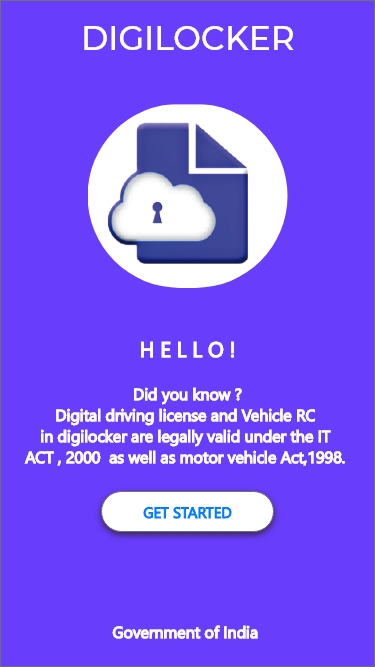 DIGILOCKER
HELLO!
Did you know ?
Digital driving license and Vehicle RC
in digilocker are legally valid under the IT
ACT , 2000  as well as motor vehicle Act,1998.
GET STARTED
Government of India